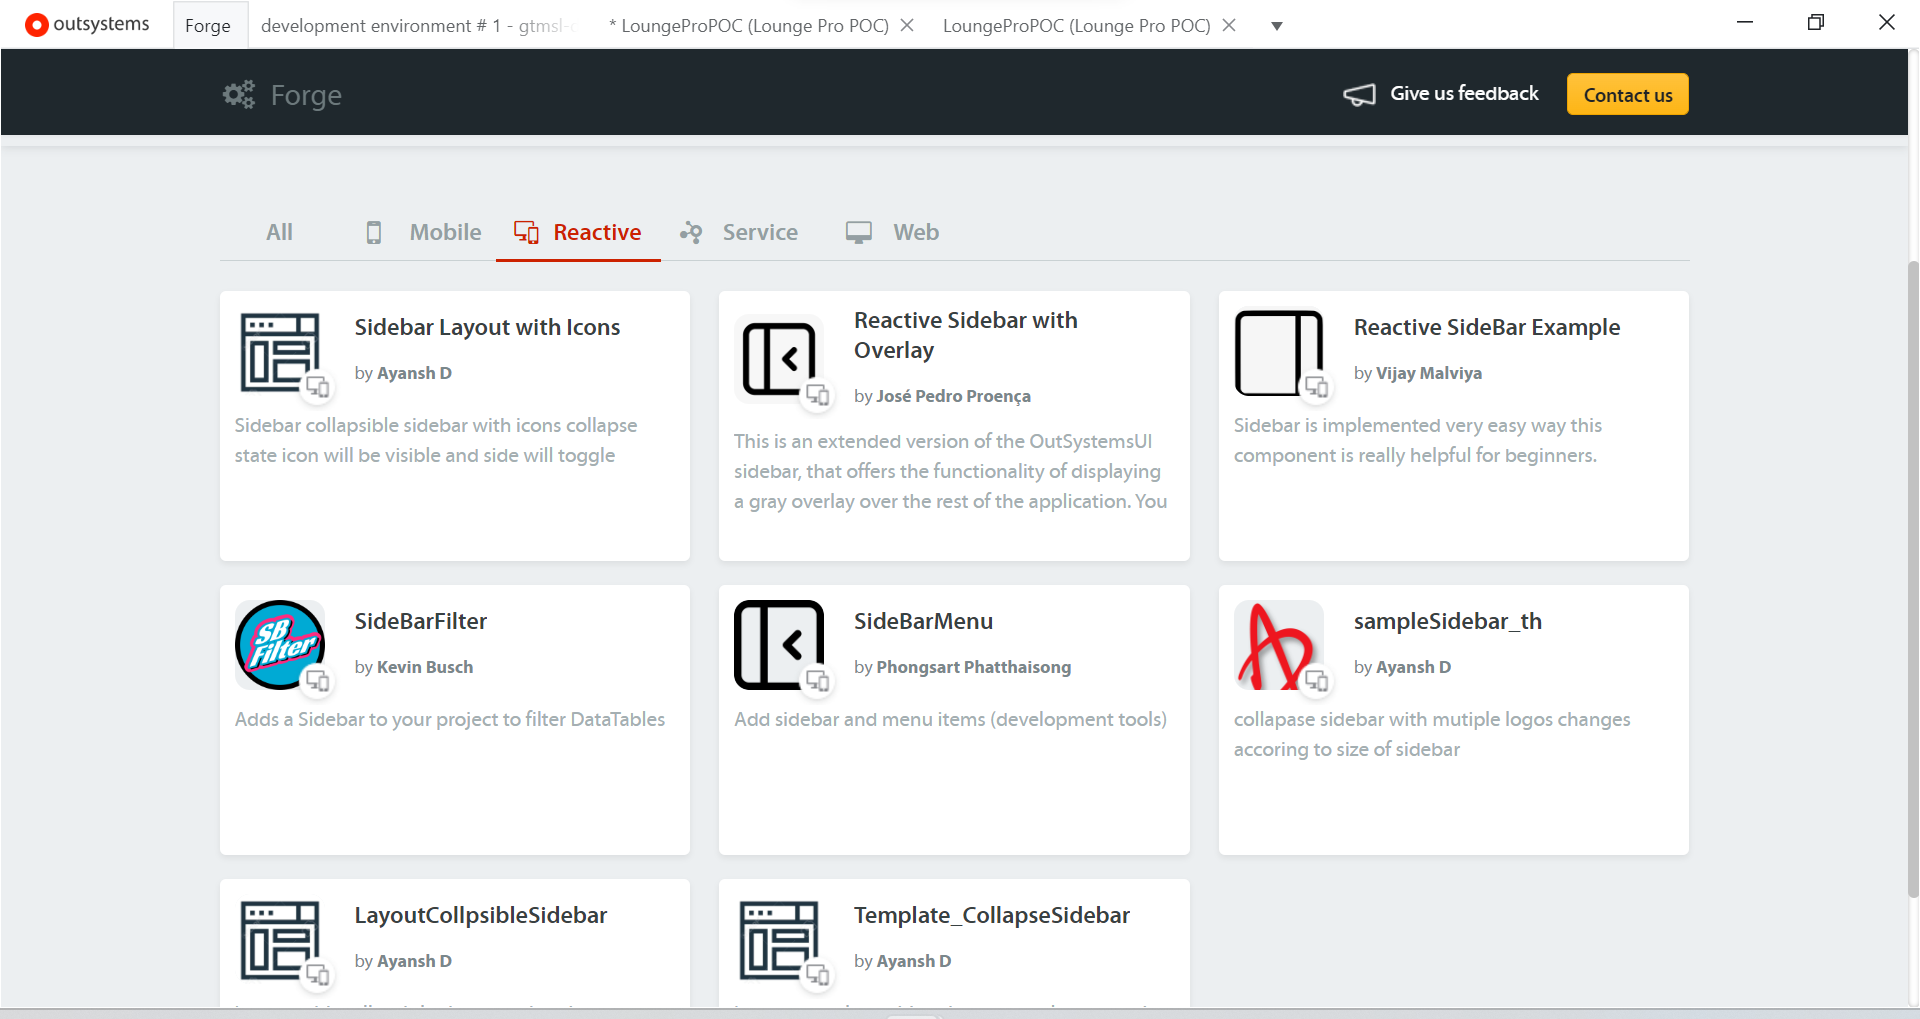 outsystems
Forge
development environment # 1 - gtmsl-
* LoungeProPOC (Lounge Pro POC)
LoungeProPOC (Lounge Pro POC)
Forge
Give us feedback
Contact us
All
Mobile
Reactive
Service
Web
Sidebar Layout with Icons
by Ayansh D
Sidebar collapsible sidebar with icons collapse
state icon will be visible and side will toggle
Reactive Sidebar with
Overlay
by José Pedro Proença
This is an extended version of the OutSystemsUI
sidebar, that offers the functionality of displaying
a gray overlay over the rest of the application. You
Reactive SideBar Example
by Vijay Malviya
Sidebar is implemented very easy way this
component is really helpful for beginners.
SB
Filter
SideBarFilter
by Kevin Busch
Adds a Sidebar to your project to filter DataTables
SideBarMenu
by Phongsart Phatthaisong
Add sidebar and menu items (development tools)
sampleSidebar_th
by Ayansh D
collapase sidebar with mutiple logos changes
accoring to size of sidebar
LayoutCollpsibleSidebar
by Ayansh D
Template_CollapseSidebar
by Ayansh D